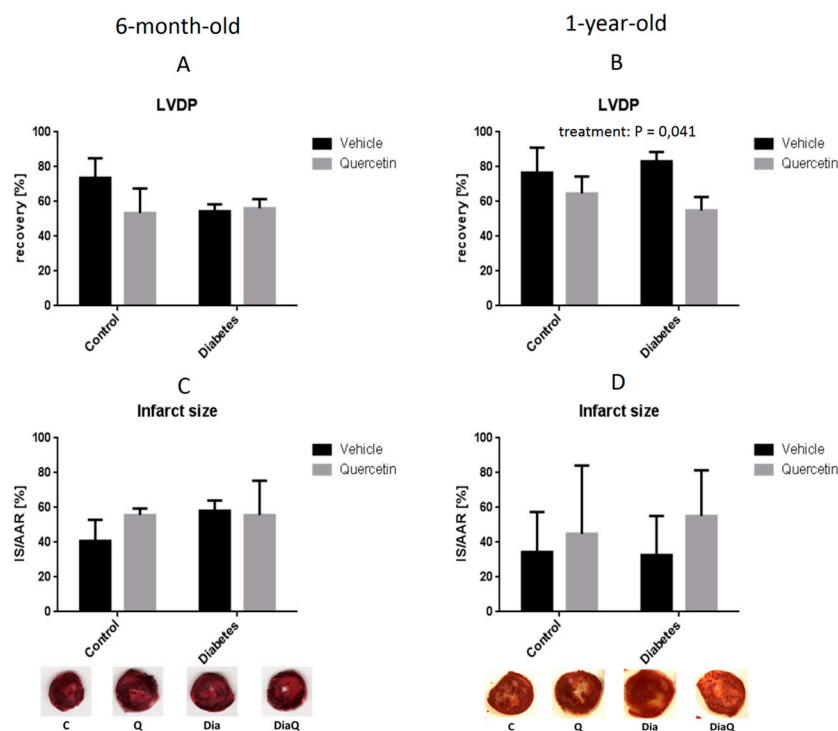 6-month-old
1-year-old
A
LVDP
100
80
60
40
20
0
recovery [%]
Control
Diabetes
Vehicle
Quercetin
B
LVDP
treatment: P = 0,041
100
80
60
40
20
0
recovery [%]
Control
Diabetes
Vehicle
Quercetin
C
Infarct size
100
80
60
40
20
0
IS/AAR [%]
Control
Diabetes
Vehicle
Quercetin
C
Q
Dia
DiaQ
D
Infarct size
100
80
60
40
20
0
IS/AAR [%]
Control
Diabetes
Vehicle
Quercetin
C
Q
Dia
DiaQ